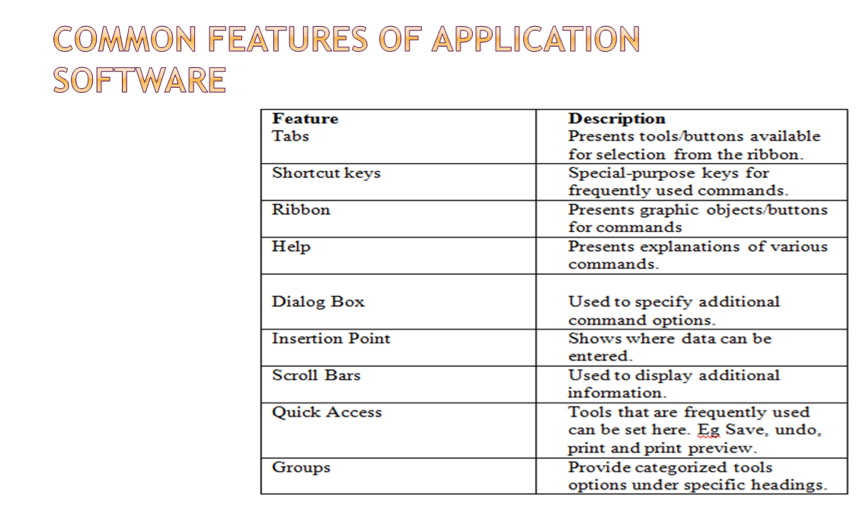 COMMON FEATURES OF APPLICATION
SOFTWARE
Feature Description
Tabs Presents tools/buttons available
for selection from the ribbon.
Shortcut keys Special-purpose keys for
frequently used commands.
Ribbon Presents graphic objects/buttons
for commands
Help Presents explanations of various
commands.
Dialog Box Used to specify additional
command options.
Insertion Point Shows where data can be
entered.
Scroll Bars Used to display additional
information.
Quick Access Tools that are frequently used
can be set here. Eg Save, undo,
print and print preview.
Groups Provide categorized tools
options under specific headings.